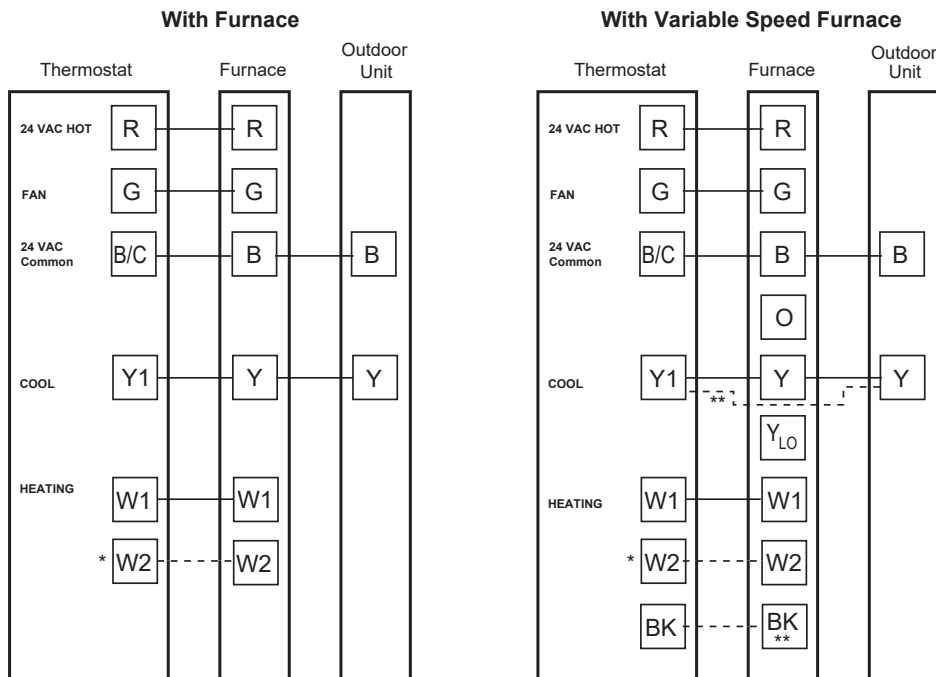 With Furnace
Thermostat Furnace Outdoor
Unit
24 VAC HOT R R
FAN G G
24 VAC
Common B/C B B
COOL Y1 Y Y
HEATING
W1 W1
* W2 W2
With Variable Speed Furnace
Thermostat Furnace Outdoor
Unit
24 VAC HOT R R
FAN G G
24 VAC
Common B/C B B
O
COOL Y1 Y Y
**
YLO
HEATING W1 W1
* W2 W2
BK BK
**